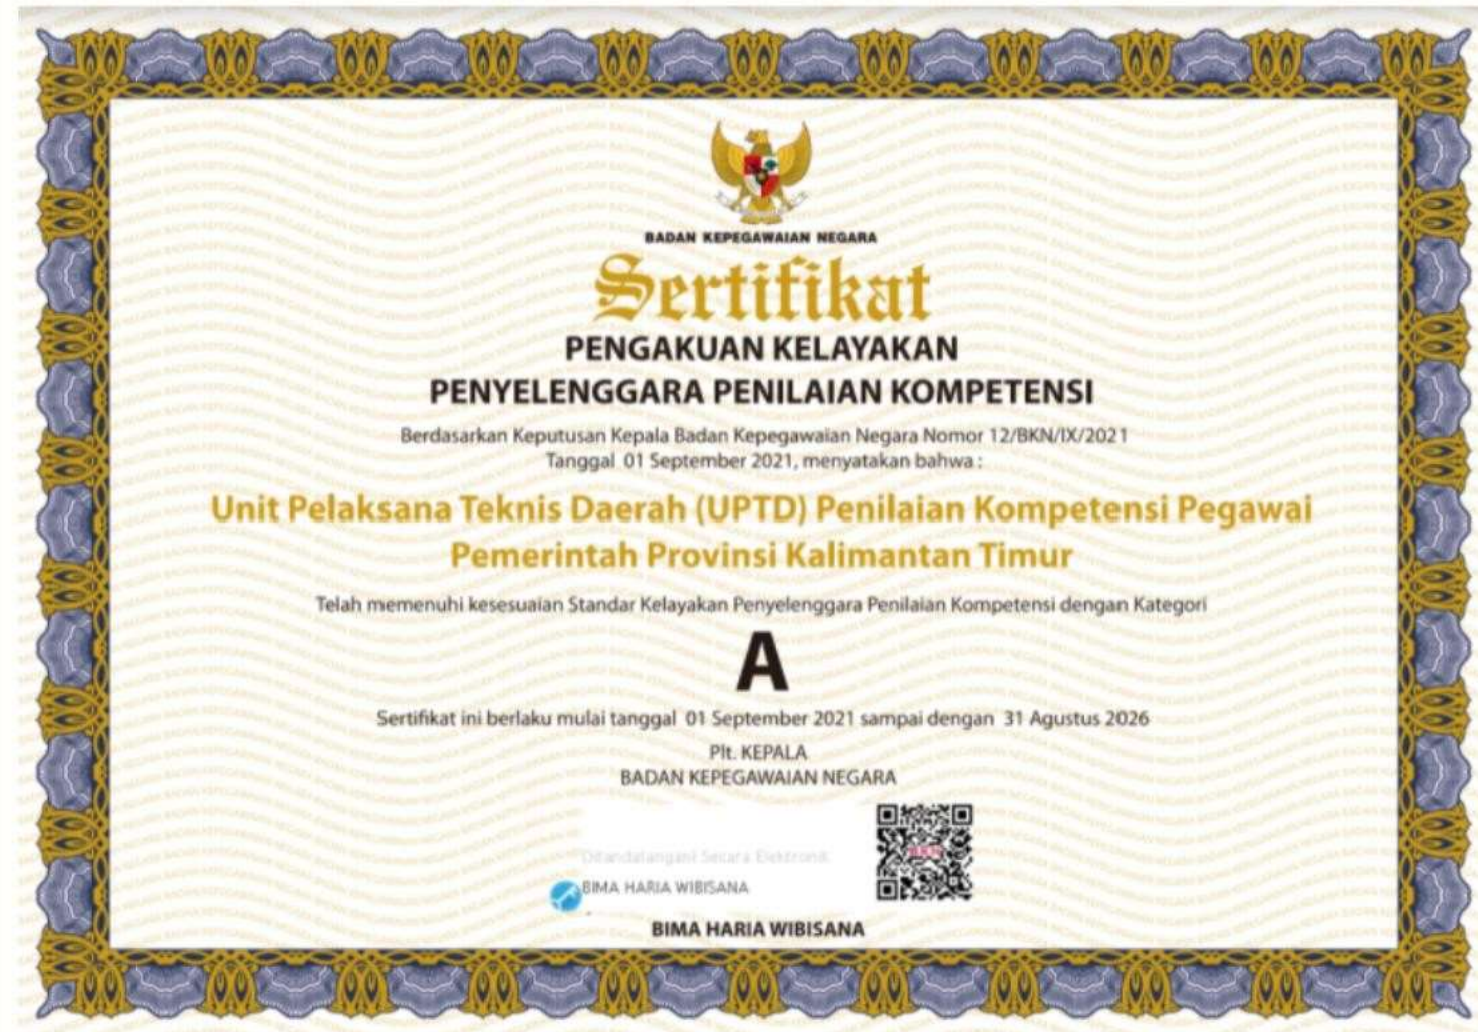 BADAN KEPEGAWAIAN NEGARA
Sertifikat
PENGAKUAN KELAYAKAN
PENYELENGGARA PENILAIAN KOMPETENSI
Berdasarkan Keputusan Kepala Badan Kepegawaian Negara Nomor 12/BKN/IX/2021
Tanggal 01 September 2021, menyatakan bahwa :
Unit Pelaksana Teknis Daerah (UPTD) Penilaian Kompetensi Pegawai
Pemerintah Provinsi Kalimantan Timur
Telah memenuhi kesesuaian Standar Kelayakan Penyelenggara Penilaian Kompetensi dengan Kategori
A
Sertifikat ini berlaku mulai tanggal 01 September 2021 sampai dengan 31 Agustus 2026
Plt. KEPALA
BADAN KEPEGAWAIAN NEGARA
Ditandatangani Secara Elektronik
BKN
BIMA HARIA WIBISANA
BIMA HARIA WIBISANA